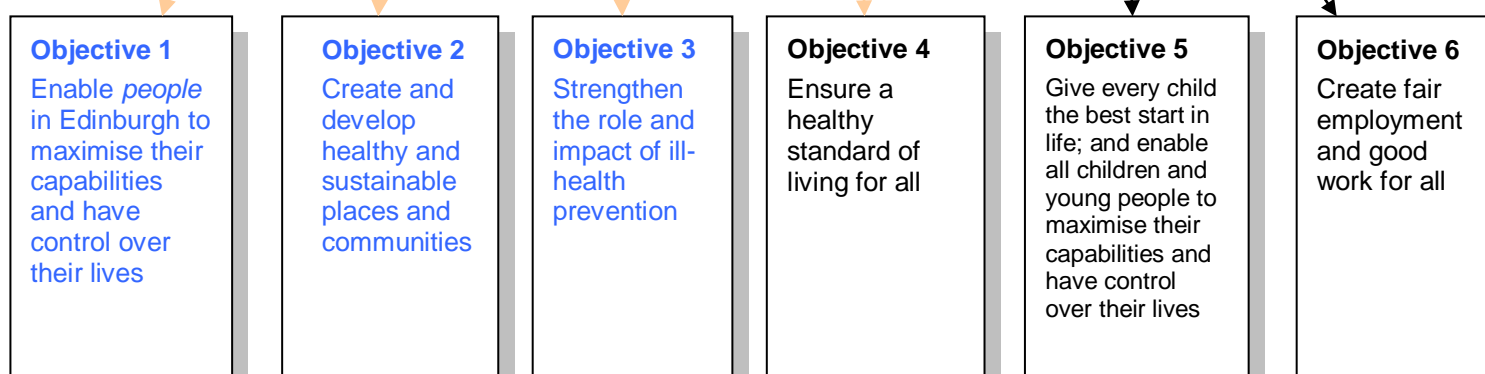 Objective 1
Enable people
in Edinburgh to
maximise their
capabilities
and have
control over
their lives
Objective 2
Create and
develop
healthy and
sustainable
places and
communities
Objective 3
Strengthen
the role and
impact of ill-
health
prevention
Objective 4
Ensure a
healthy
standard of
living for all
Objective 5
Give every child
the best start in
life; and enable
all children and
young people to
maximise their
capabilities and
have control
over their lives
Objective 6
Create fair
employment
and good
work for all